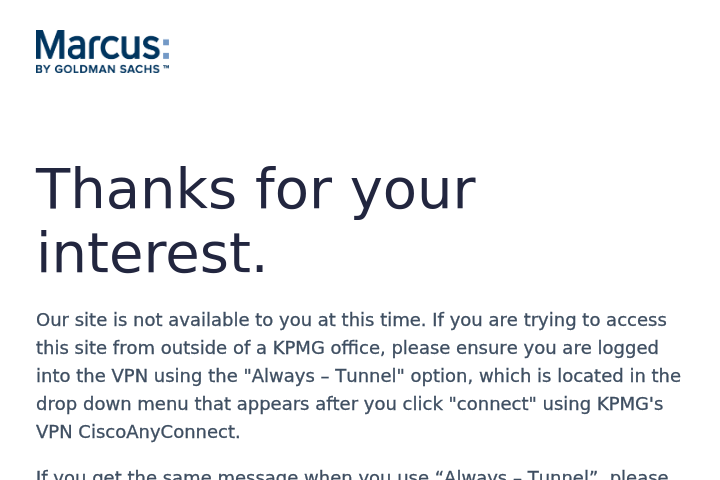 Marcus:
BY GOLDMAN SACHS ™
Thanks for your
interest.
Our site is not available to you at this time. If you are trying to access
this site from outside of a KPMG office, please ensure you are logged
into the VPN using the "Always – Tunnel" option, which is located in the
drop down menu that appears after you click "connect" using KPMG's
VPN CiscoAnyConnect.
If you get the same message when you use “Always – Tunnel”, please